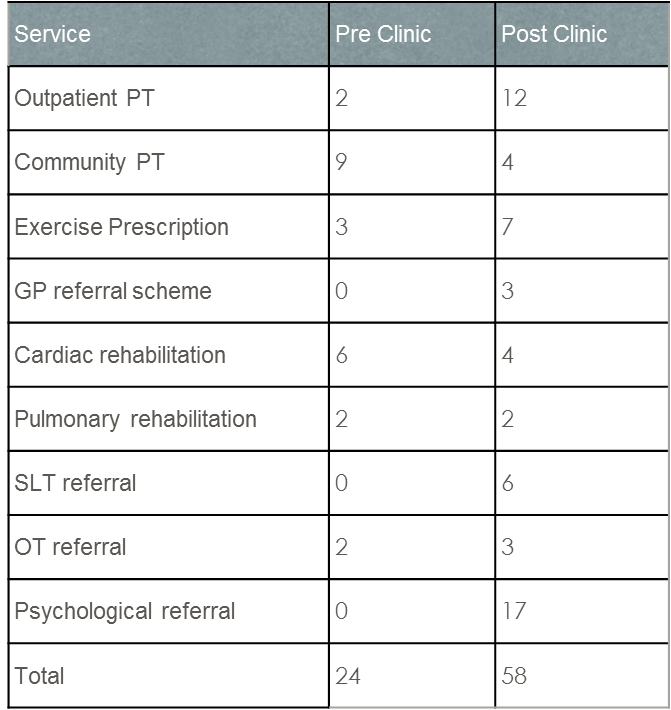 Service Pre Clinic Post Clinic
Outpatient PT 2 12
Community PT 9 4
Exercise Prescription 3 7
GP referral scheme 0 3
Cardiac rehabilitation 6 4
Pulmonary rehabilitation 2 2
SLT referral 0 6
OT referral 2 3
Psychological referral 0 17
Total 24 58